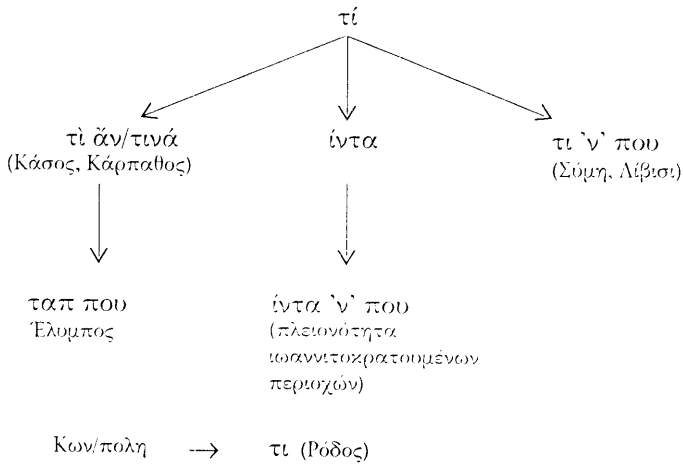 τί
τὶ ἄν/τινά ίντα τι 'ν' που
(Κάσος, Κάρπαθος) (Σύμη, Λίβισι)
ταπ που ίντα 'ν' που
Έλυμπος (πλειονότητα
ιωαννιτοκρατουμένων
περιοχών)
Κων/πολη → τι (Ρόδος)